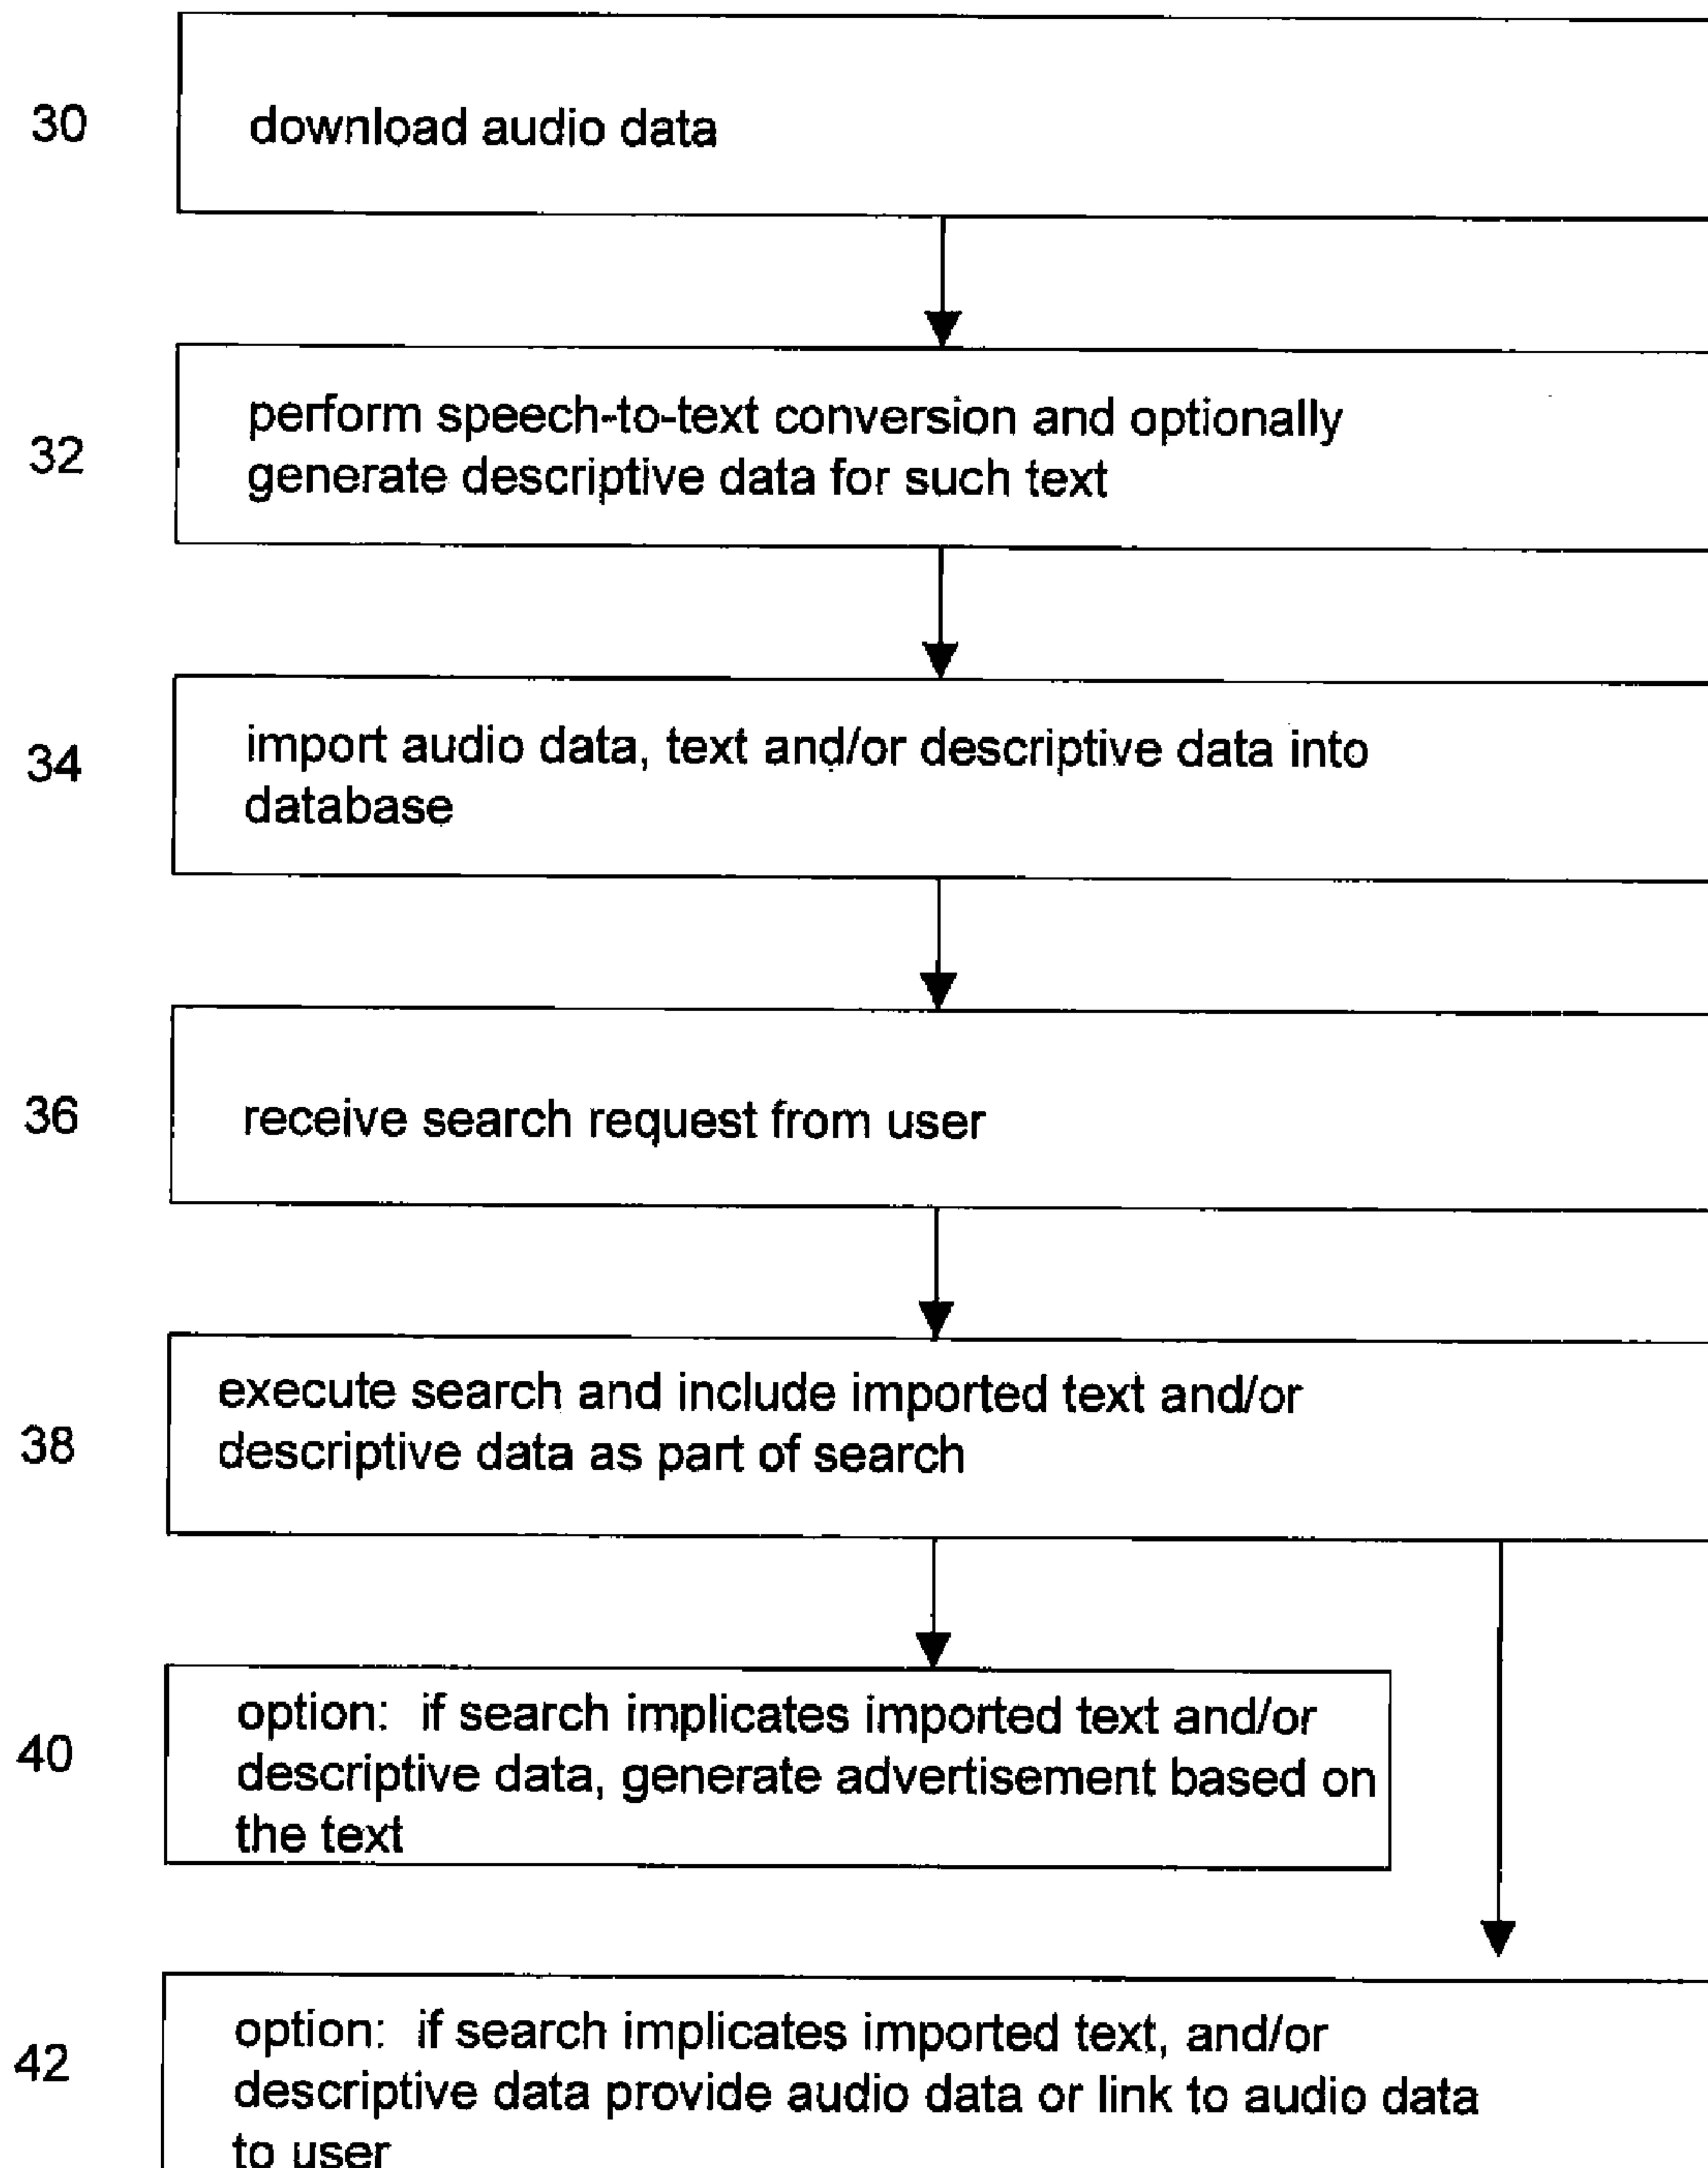 30
download audio data
32
perform speech-to-text conversion and optionally
generate descriptive data for such text
34
import audio data, text and/or descriptive data into
database
36
receive search request from user
38
execute search and include imported text and/or
descriptive data as part of search
40
option: if search implicates imported text and/or
descriptive data, generate advertisement based on
the text
42
option: if search implicates imported text, and/or
descriptive data provide audio data or link to audio data
to user